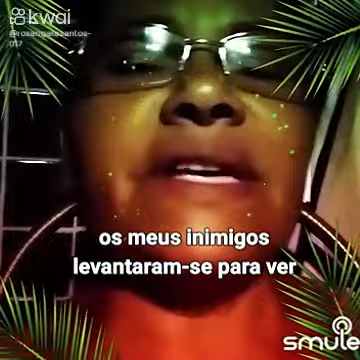 kwai
os meus inimigos
levantaram-se para ver
smule